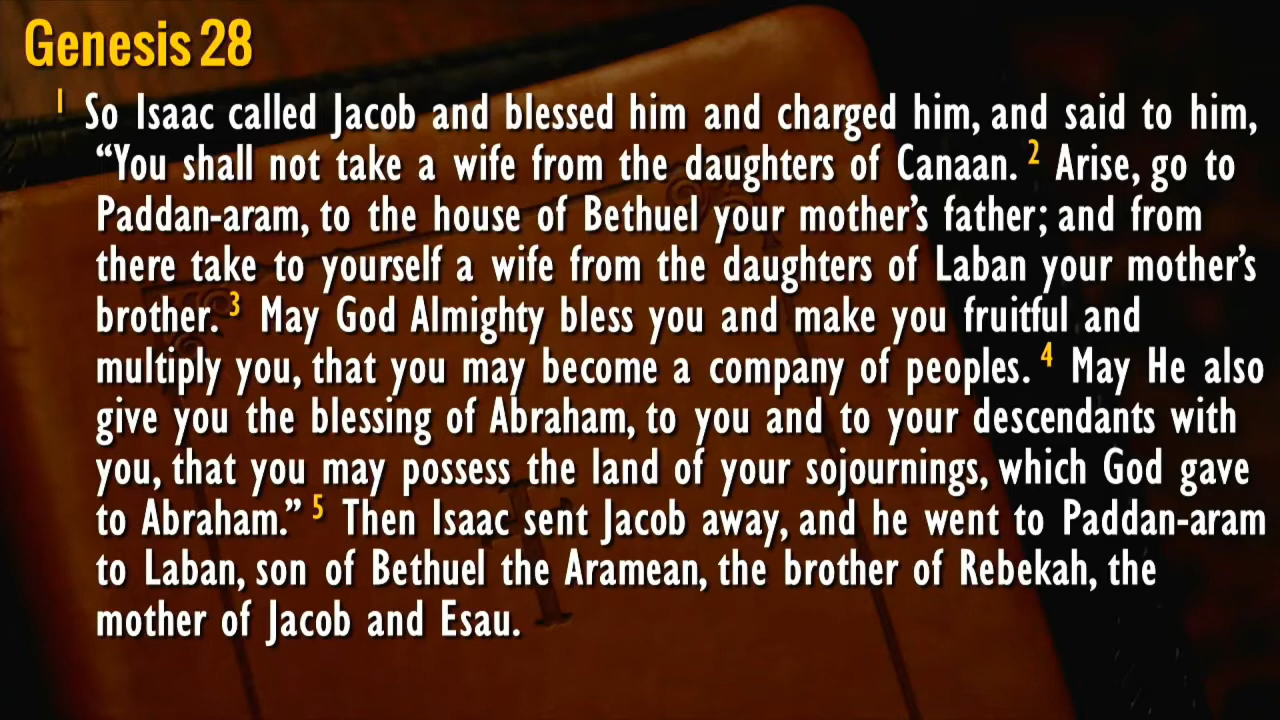 Genesis 28
1 So Isaac called Jacob and blessed him and charged him, and said to him,
“You shall not take a wife from the daughters of Canaan. 2 Arise, go to
Paddan-aram, to the house of Bethuel your mother’s father; and from
there take to yourself a wife from the daughters of Laban your mother’s
brother. 3 May God Almighty bless you and make you fruitful and
multiply you, that you may become a company of peoples. 4 May He also
give you the blessing of Abraham, to you and to your descendants with
you, that you may possess the land of your sojournings, which God gave
to Abraham.” 5 Then Isaac sent Jacob away, and he went to Paddan-aram
to Laban, son of Bethuel the Aramean, the brother of Rebekah, the
mother of Jacob and Esau.